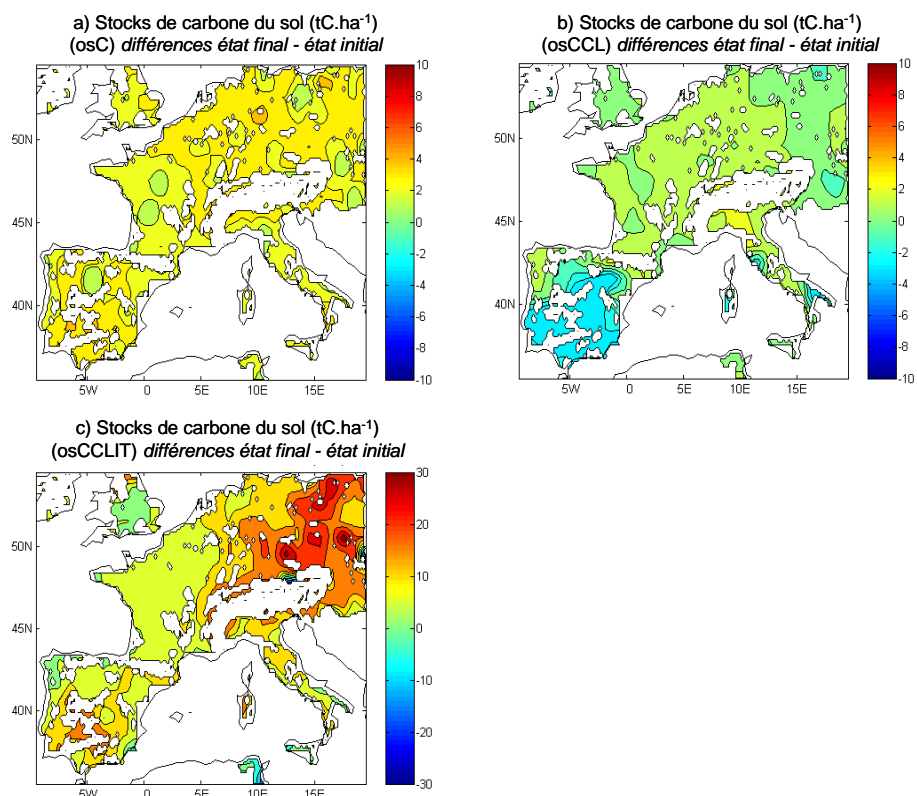 a) Stocks de carbone du sol (tC.ha-1)
(osC) différences état final - état initial
b) Stocks de carbone du sol (tC.ha-1)
(osCCL) différences état final - état initial
50N
45N
40N
5W 0 5E 10E 15E
10
8
6
4
2
0
-2
-4
-6
-8
-10
50N
45N
40N
5W 0 5E 10E 15E
10
8
6
4
2
0
-2
-4
-6
-8
-10
c) Stocks de carbone du sol (tC.ha-1)
(osCCLIT) différences état final - état initial
50N
45N
40N
5W 0 5E 10E 15E
30
20
10
0
-10
-20
-30